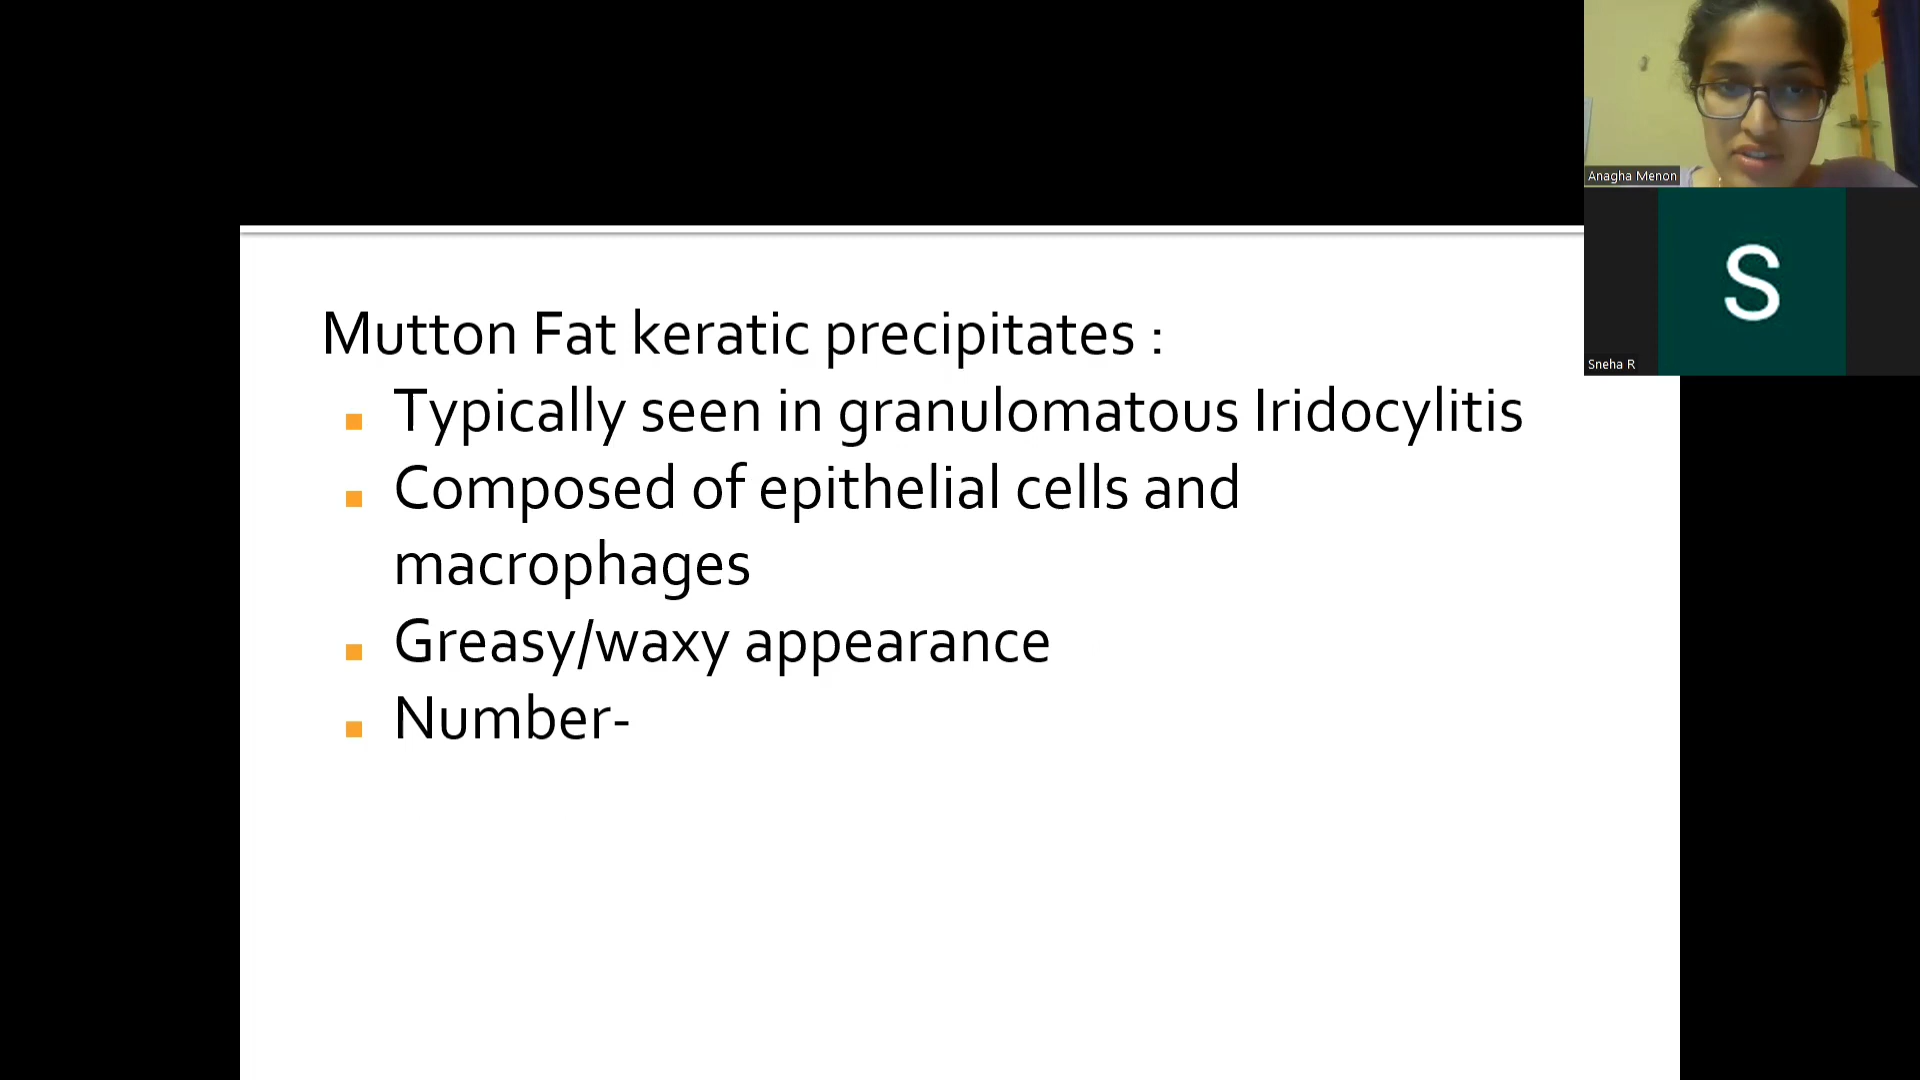 Mutton Fat keratic precipitates :
Typically seen in granulomatous Iridocylitis
Composed of epithelial cells and
macrophages
Greasy/waxy appearance
Number-
Anagha Menon
S
Sneha R